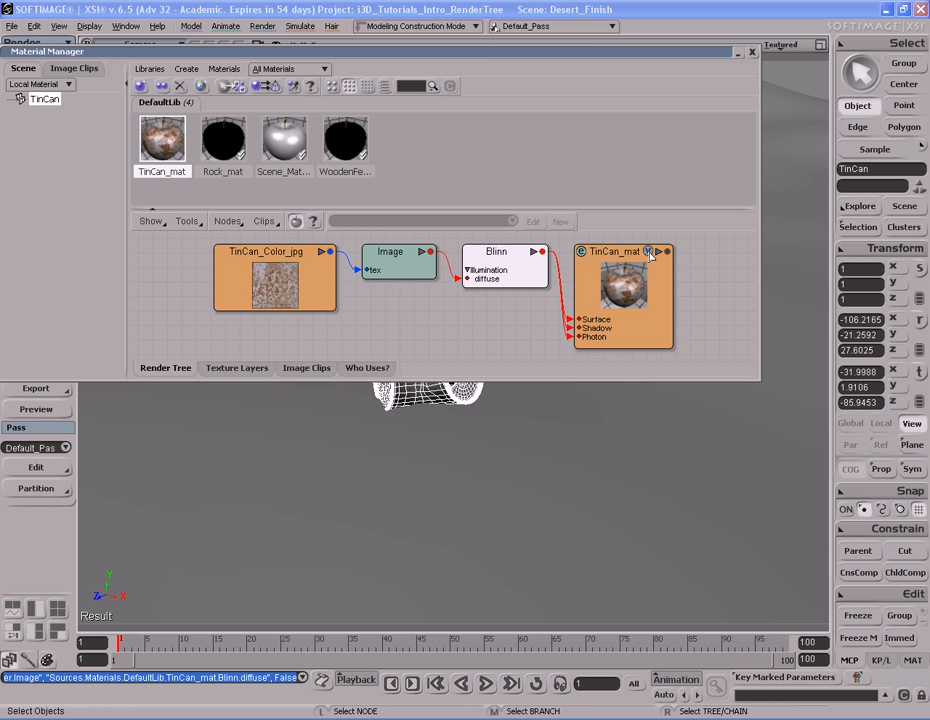 SOFTIMAGE® | XSI® v.6.5 (Adv 32 - Academic. Expires in 54 days) Project: i3D_Tutorials_Intro_RenderTree    Scene: Desert_Finish
File Edit View Display Window Model Animate Render Simulate Hair Modeling Construction Mode Default_Pass SOFTIMAGE|XSI
Render Textured Select
Material Manager
Scene Image Clips Libraries Create Materials All Materials Group
Local Material Center
TinCan DefaultLib (4) Object Point
Edge Polygon
Sample
TinCan_mat Rock_mat Scene_Mat... WoodenFe... TinCan
Explore Scene
Show Tools Nodes Clips Edit New Selection Clusters
Transform
TinCan_Color_jpg Image Blinn TinCan_mat
tex Illumination 1 x S
diffuse 1 y
1 z
Surface -106.2165 x r
Shadow -21.2592 y
Photon 27.6025 z
Render Tree Texture Layers Image Clips Who Uses? -31.9988 x t
Export 1.9106 y
Preview -85.9453 z
Pass Global Local View
Default_Pas Par Ref Plane
Edit COG Prop Sym
Partition Snap
ON
Constrain
Parent Cut
CnsComp ChldComp
Y
Z X Edit
Result Freeze Group
1 1 5 10 15 20 25 30 35 40 45 50 55 60 65 70 75 80 85 90 95 100 Freeze M Immed
1 1 100 100 MCP KP/L MAT
er.Image", "Sources.Materials.DefaultLib.TinCan_mat.Blinn.diffuse", False Playback 1 All Animation Key Marked Parameters
Auto
Select Objects L Select NODE M Select BRANCH R Select TREE/CHAIN